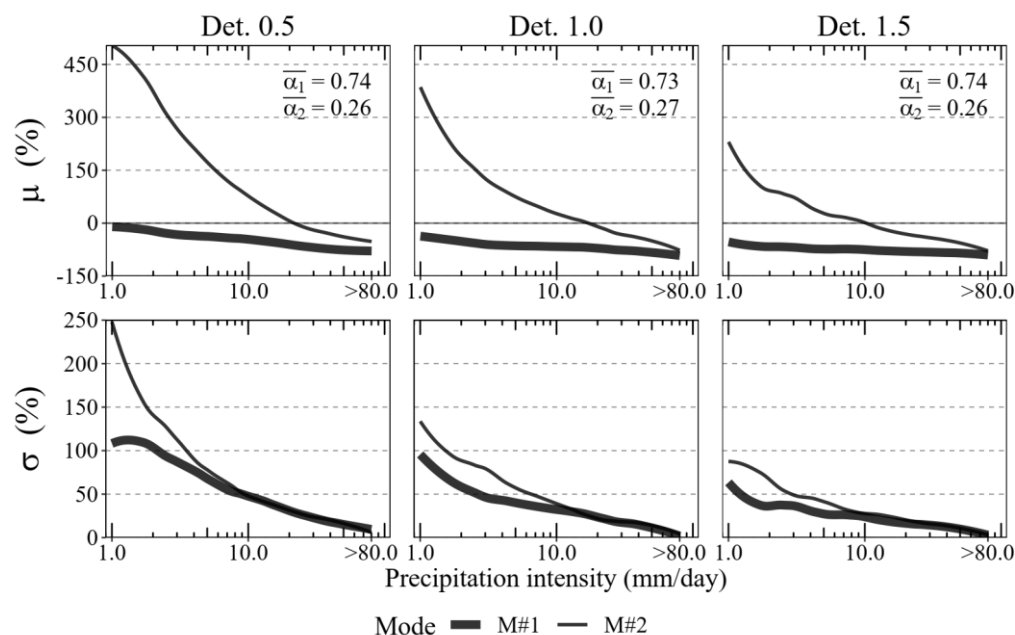 Det. 0.5 Det. 1.0 Det. 1.5
μ (%)
450
300
150
0
-150
α₁ = 0.74
α₂ = 0.26
α₁ = 0.73
α₂ = 0.27
α₁ = 0.74
α₂ = 0.26
1.0 10.0 >80.0 1.0 10.0 >80.0 1.0 10.0 >80.0
σ (%)
250
200
150
100
50
0
1.0 10.0 >80.0 1.0 10.0 >80.0 1.0 10.0 >80.0
Precipitation intensity (mm/day)
Mode M#1 M#2